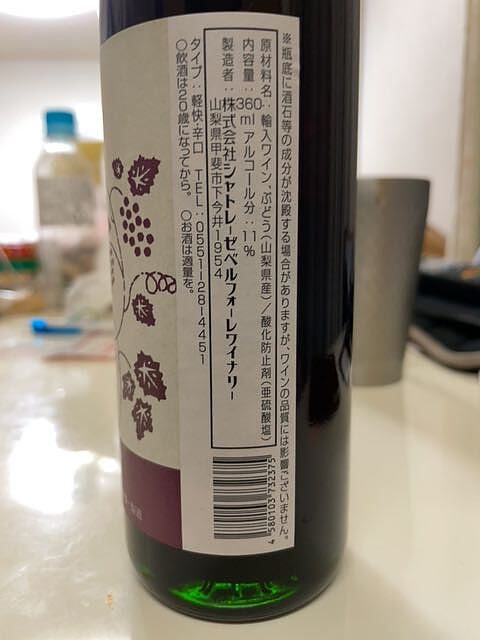 ※瓶底に酒石等の成分が沈殿する場合がありますが、ワインの品質には影響ございません。
原材料名：輸入ワイン、ぶどう(山梨県産)／酸化防止剤(亜硫酸塩)
内容量：360ml アルコール分：11%
製造者：株式会社シャトレーゼベルフォーレワイナリー
山梨県甲斐市下今井1954
タイプ：軽快・辛口 TEL：0551-28-4451
○飲酒は20歳になってから。 ○お酒は適量を。
4 580103 732375